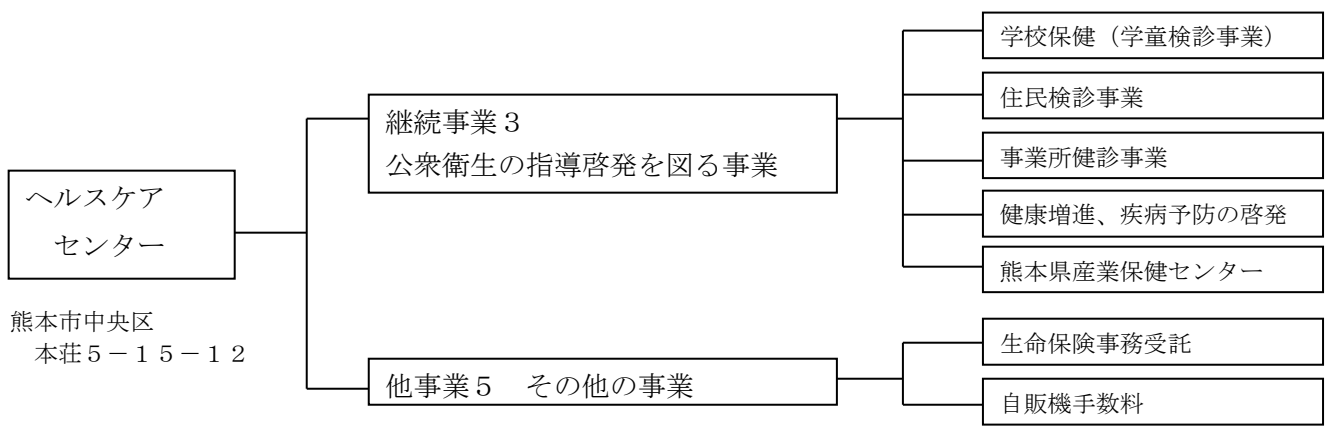 ヘルスケア
センター
熊本市中央区
本荘５－１５－１２
継続事業３
公衆衛生の指導啓発を図る事業
学校保健（学童検診事業）
住民検診事業
事業所健診事業
健康増進、疾病予防の啓発
熊本県産業保健センター
他事業５　その他の事業
生命保険事務受託
自販機手数料